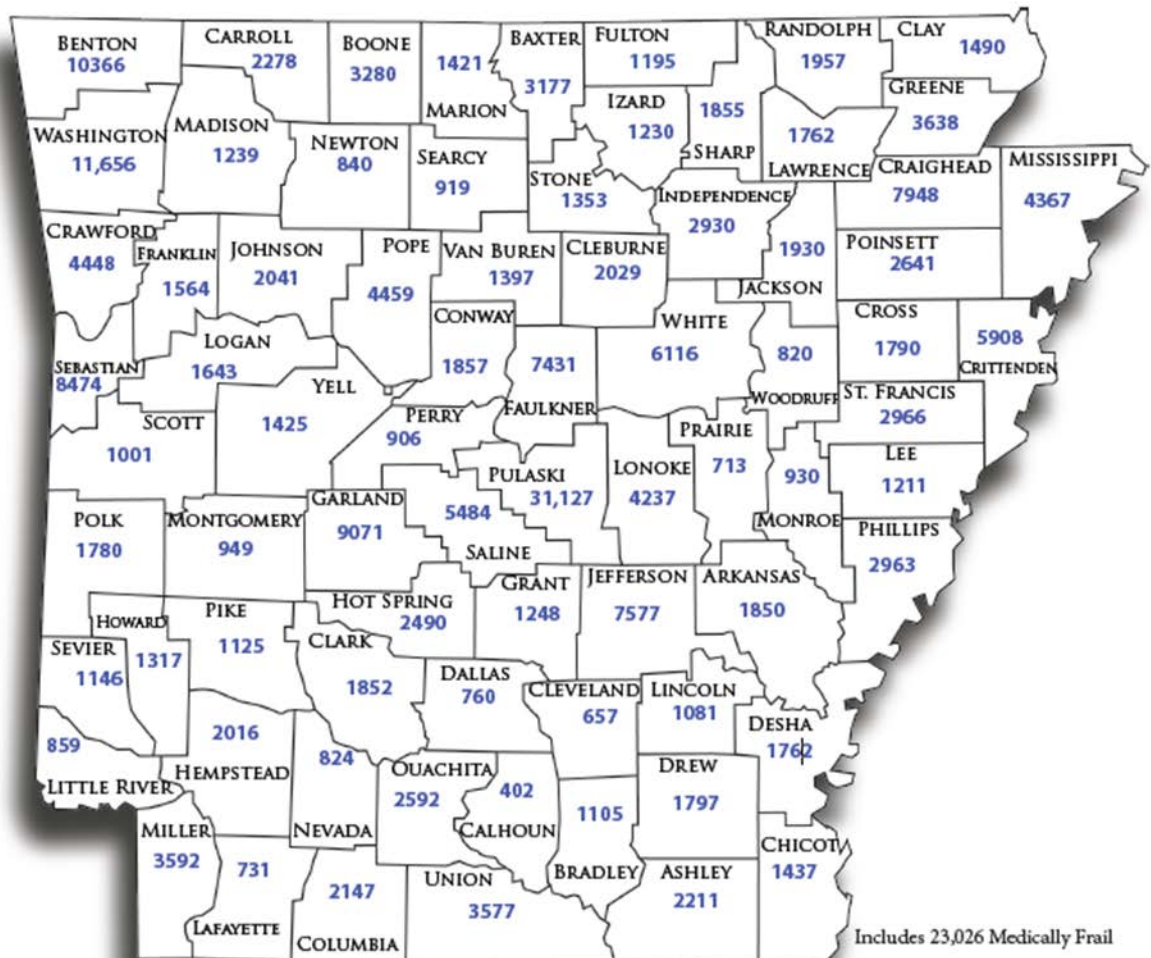 BENTON
10366
CARROLL
2278
BOONE
3280
1421
MARION
BAXTER
3177
FULTON
1195
RANDOLPH
1957
CLAY
1490
GREENE
3638
IZARD
1230
1855
SHARP
1762
LAWRENCE
WASHINGTON
11,656
MADISON
1239
NEWTON
840
SEARCY
919
STONE
1353
INDEPENDENCE
2930
CRAIGHEAD
7948
MISSISSIPPI
4367
CRAWFORD
4448
FRANKLIN
1564
JOHNSON
2041
POPE
4459
VAN BUREN
1397
CLEBURNE
2029
1930
JACKSON
POINSETT
2641
LOGAN
1643
CONWAY
1857
7431
FAULKNER
WHITE
6116
820
WOODRUFF
CROSS
1790
5908
CRITTENDEN
SEBASTIAN
8474
YELL
1425
SCOTT
1001
PERRY
906
PRAIRIE
713
ST. FRANCIS
2966
930
MONROE
LEE
1211
PULASKI
31,127
LONOKE
4237
POLK
1780
MONTGOMERY
949
GARLAND
9071
5484
SALINE
PHILLIPS
2963
GRANT
1248
JEFFERSON
7577
ARKANSAS
1850
HOWARD
1317
PIKE
1125
HOT SPRING
2490
CLARK
1852
SEVIER
1146
DALLAS
760
CLEVELAND
657
LINCOLN
1081
DESHA
1762
859
LITTLE RIVER
2016
HEMPSTEAD
824
NEVADA
OUACHITA
2592
402
CALHOUN
1105
BRADLEY
DREW
1797
CHICOT
1437
MILLER
3592
731
LAFAYETTE
2147
COLUMBIA
UNION
3577
ASHLEY
2211
Includes 23,026 Medically Frail